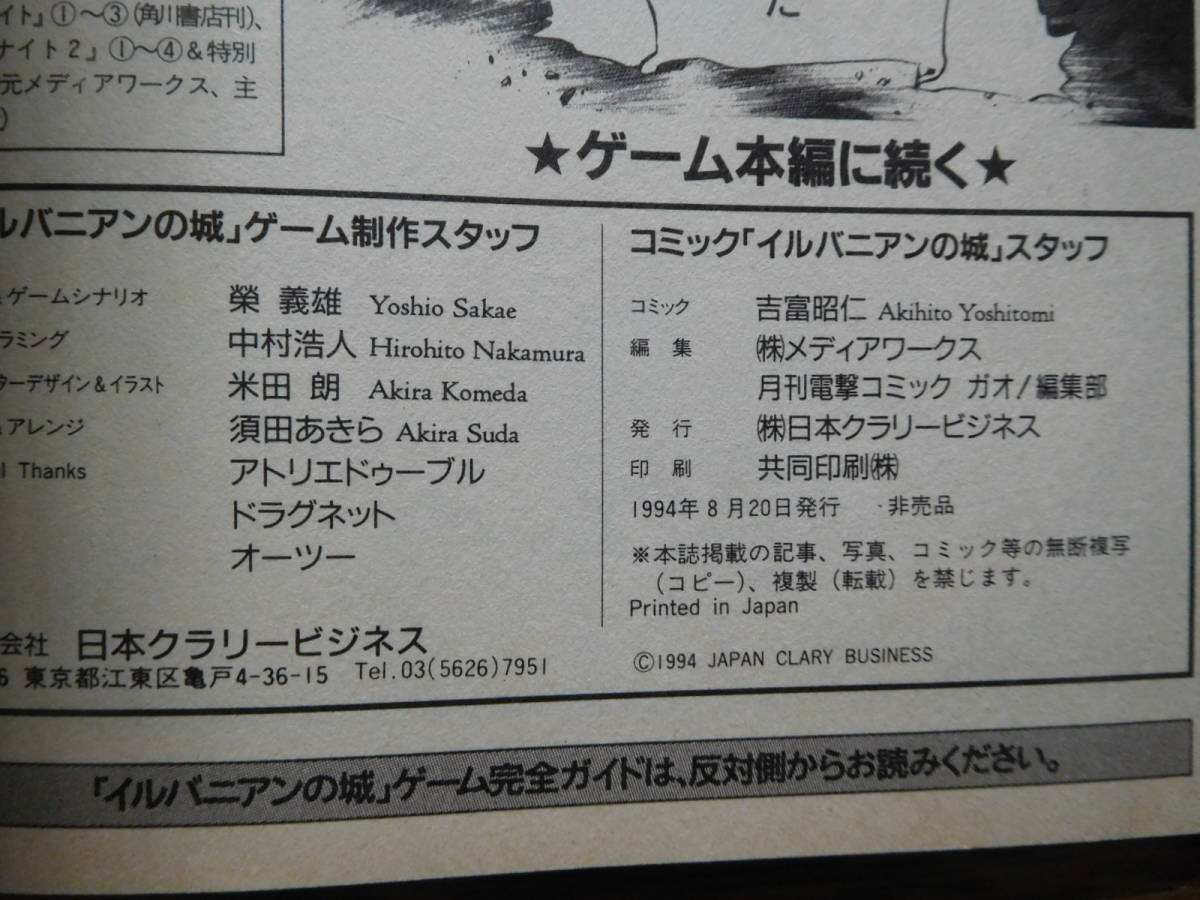 イト』①～③(角川書店刊)、
ナイト2』①～④&特別
元メディアワークス、主
)
た
★ゲーム本編に続く★
ルバニアンの城」ゲーム制作スタッフ
ゲームシナリオ 榮 義雄 Yoshio Sakae
ラミング 中村浩人 Hirohito Nakamura
ターデザイン&イラスト 米田 朗 Akira Komeda
アレンジ 須田あきら Akira Suda
l Thanks アトリエドゥーブル
ドラグネット
オーツー
会社 日本クラリービジネス
6 東京都江東区亀戸4-36-15 Tel.03(5626)7951
コミック「イルバニアンの城」スタッフ
コミック 吉富昭仁 Akihito Yoshitomi
編 集 ㈱メディアワークス
月刊電撃コミック ガオ!編集部
発 行 ㈱日本クラリービジネス
印 刷 共同印刷㈱
1994年8月20日発行 ・非売品
※本誌掲載の記事、写真、コミック等の無断複写
(コピー)、複製(転載)を禁じます。
Printed in Japan
©1994 JAPAN CLARY BUSINESS
「イルバニアンの城」ゲーム完全ガイドは、反対側からお読みください。